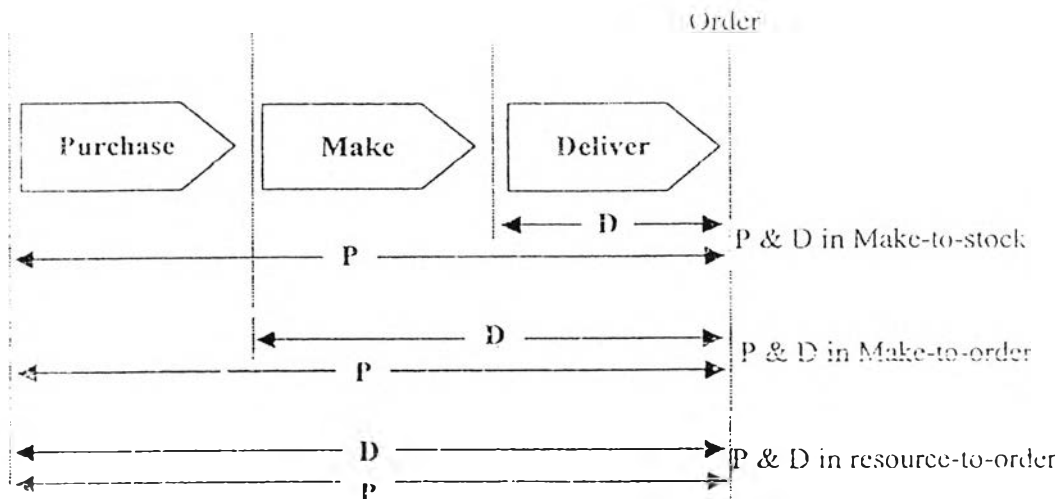 Order
Purchase
Make
Deliver
D
P & D in Make-to-stock
P
D
P & D in Make-to-order
P
D
P & D in resource-to-order
P